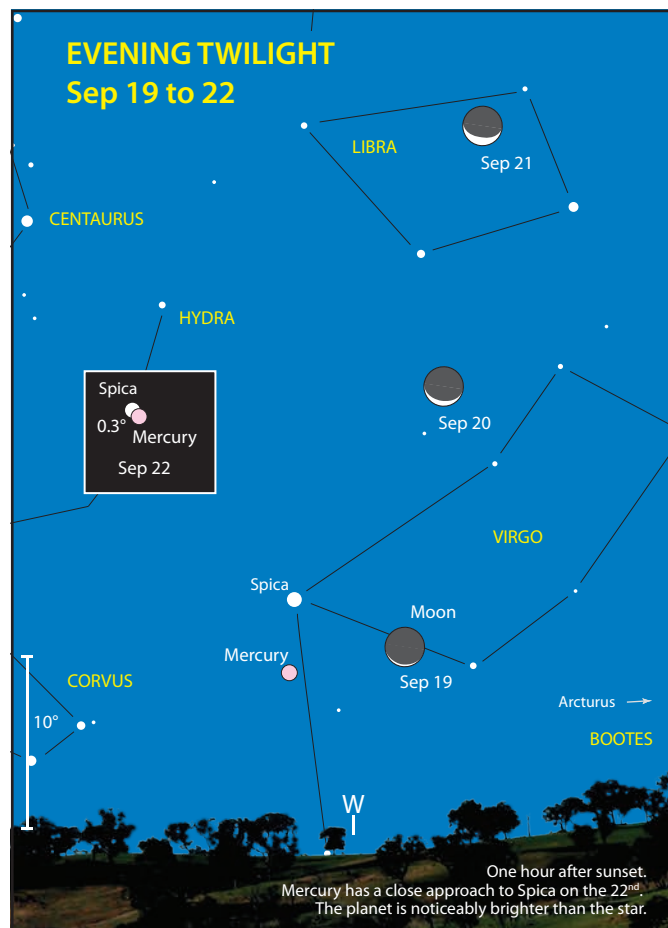 EVENING TWILIGHT
Sep 19 to 22
LIBRA
Sep 21
CENTAURUS
HYDRA
Spica
0.3°
Mercury
Sep 22
Sep 20
VIRGO
Spica
Moon
Mercury
Sep 19
CORVUS
10°
Arcturus
BOOTES
W
One hour after sunset.
Mercury has a close approach to Spica on the 22nd.
The planet is noticeably brighter than the star.